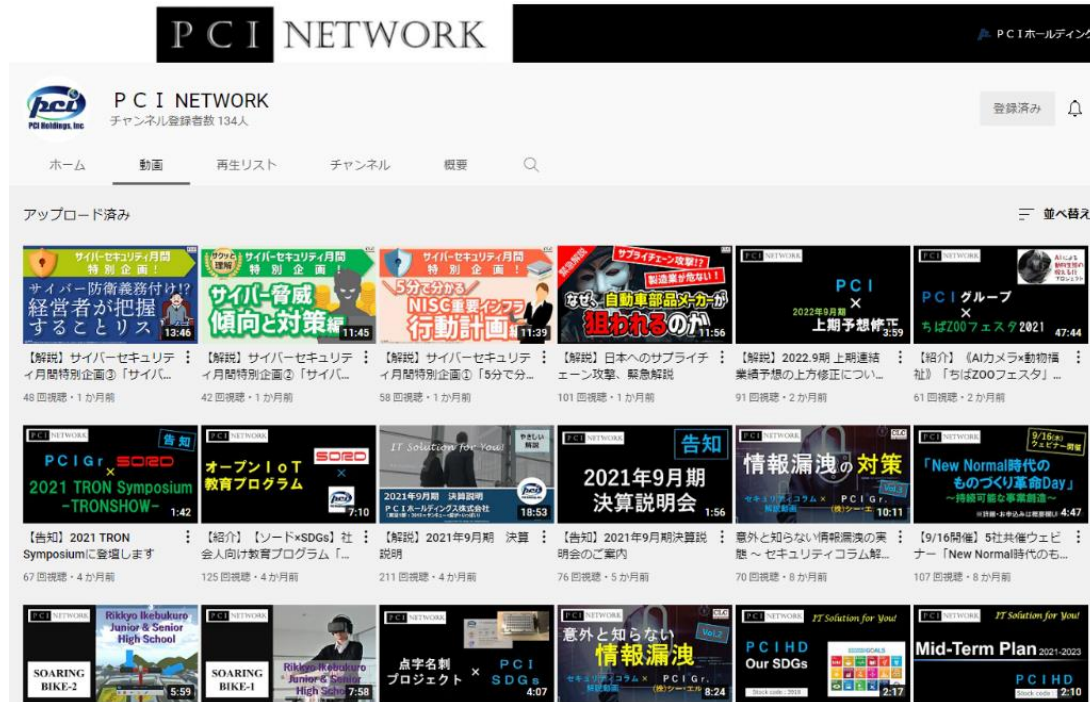 PCI NETWORK
PCIホールディング
pci
PCI Holdings, Inc.
PCI NETWORK
チャンネル登録者数 134人
登録済み
ホーム 動画 再生リスト チャンネル 概要
アップロード済み
並べ替え
サイバーセキュリティ月間
特別企画！
サイバー防衛義務付け!?
経営者が把握
することリス
13:46
サクッと
理解
サイバーセキュリティ月間
特別企画！
サイバー脅威
傾向と対策編
11:45
サイバーセキュリティ月間
特別企画！
5分で分かる
NISC重要インフラ
行動計画編
11:39
緊急解説
サプライチェーン攻撃!?
製造業が危ない！
なぜ、自動車部品メーカーが
狙われるのか
11:56
PCI NETWORK
PCI
×
2022年9月期
上期予想修正
3:59
PCI NETWORK
PCIグループ
×
ちばZOOフェスタ2021
47:44
【解説】サイバーセキュリテ
ィ月間特別企画③「サイバ...
48 回視聴・1 か月前
【解説】サイバーセキュリテ
ィ月間特別企画②「サイバ...
42 回視聴・1 か月前
【解説】サイバーセキュリテ
ィ月間特別企画①「5分で分...
58 回視聴・1 か月前
【解説】日本へのサプライチ
ェーン攻撃、緊急解説
101 回視聴・1 か月前
【解説】2022.9期 上期連結
業績予想の上方修正につい...
91 回視聴・2 か月前
【紹介】《AIカメラ×動物福
祉》「ちばZOOフェスタ」...
61 回視聴・2 か月前
PCI NETWORK
告知
PCIGr.
×
SORD
2021 TRON Symposium
-TRONSHOW-
1:42
PCI NETWORK
オープンIoT
教育プログラム
SORD
×
pci
7:10
IT Solution for You!
やさしい
解説
2021年9月期 決算説明
PCIホールディングス株式会社
18:53
PCI NETWORK
告知
2021年9月期
決算説明会
1:56
PCI NETWORK
CLC
情報漏洩の対策
Vol.3
セキュリティコラム×
解説動画
PCIGr.
(株)シー・エ
10:11
PCI NETWORK
9/16(木)
ウェビナー開催
「New Normal時代の
ものづくり革命Day」
～持続可能な事業創造～
※詳細・お申込みは概要欄
4:47
【告知】2021 TRON
Symposiumに登壇します
67 回視聴・4 か月前
【紹介】【ソード×SDGs】社
会人向け教育プログラム「...
125 回視聴・4 か月前
【解説】2021年9月期 決算
説明
211 回視聴・4 か月前
【告知】2021年9月期決算説
明会のご案内
76 回視聴・5 か月前
意外と知らない情報漏洩の実
態 ～ セキュリティコラム解...
70 回視聴・8 か月前
【9/16開催】5社共催ウェビ
ナー「New Normal時代のも...
107 回視聴・8 か月前
PCI NETWORK
Rikkyo Ikebukuro
Junior & Senior
High School
SOARING
BIKE-2
5:59
PCI NETWORK
SOARING
BIKE-1
Rikkyo Ikebukuro
Junior & Senior
High Scho
7:58
PCI NETWORK
点字名刺
プロジェクト
×
PCI
SDGs
4:07
PCI NETWORK
CLC
意外と知らない
Vol.2
情報漏洩
セキュリティコラム×
解説動画
PCIGr.
(株)シー・エル
8:24
PCI NETWORK
IT Solution for You!
PCIHD
Our SDGs
Stock code : 3918
2:17
PCI NETWORK
IT Solution for You!
Mid-Term Plan 2021-2023
PCIHD
Stock code
2:10